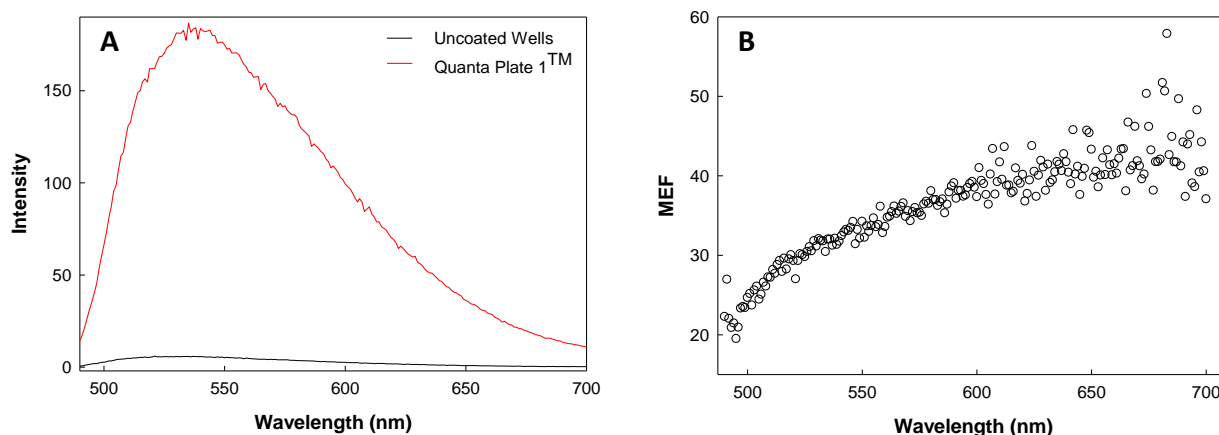 A
Uncoated Wells
Quanta Plate 1™
Intensity
150
100
50
0
500 550 600 650 700
Wavelength (nm)
B
MEF
60
50
40
30
20
500 550 600 650 700
Wavelength (nm)